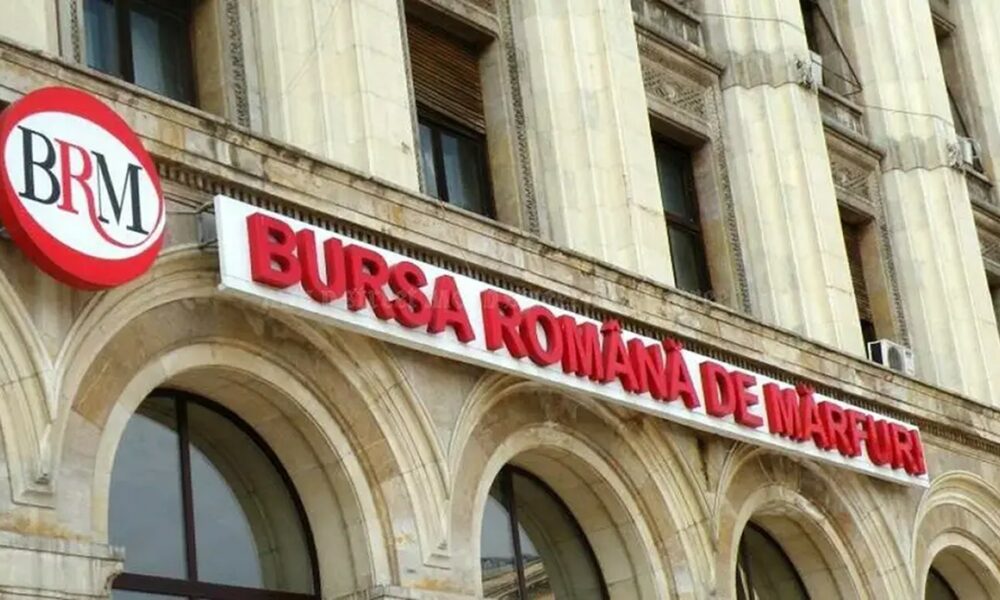 BRM
BURSA ROMÂNĂ DE MĂRFURI